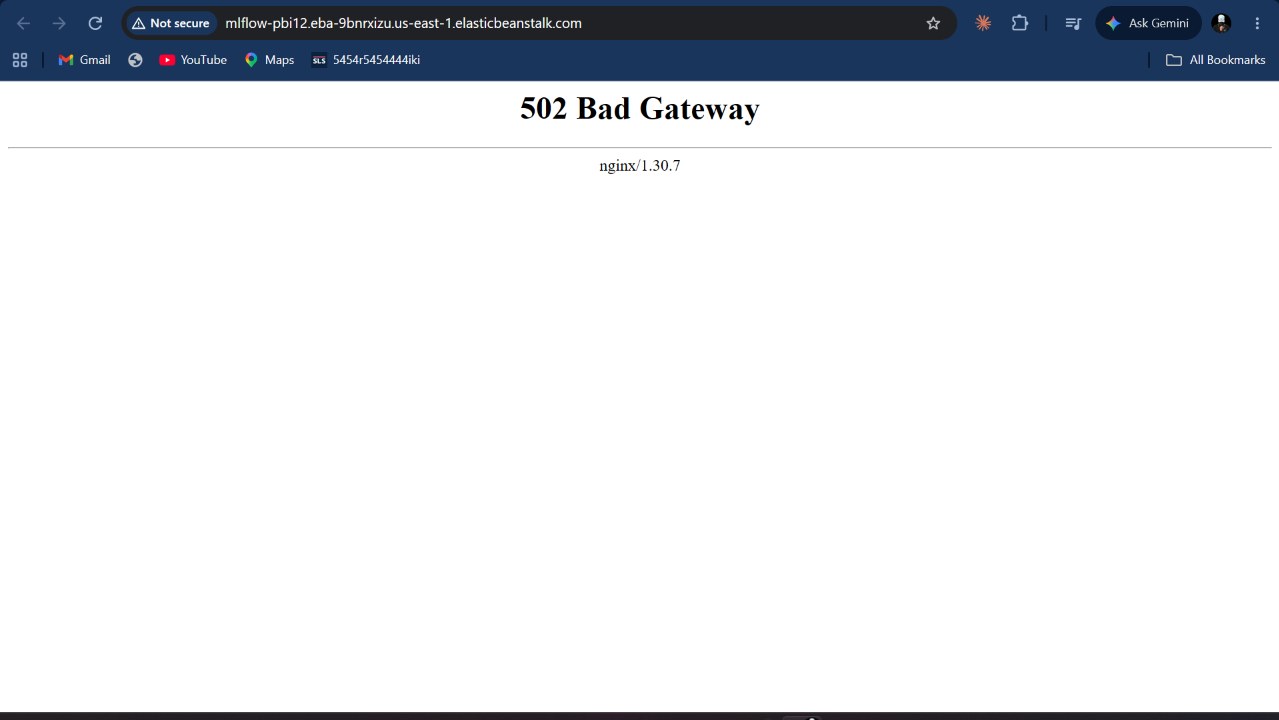 Not secure
mlflow-pbi12.eba-9bnrxizu.us-east-1.elasticbeanstalk.com
Ask Gemini
Gmail
YouTube
Maps
SLS
5454r5454444iki
All Bookmarks
502 Bad Gateway
nginx/1.30.7